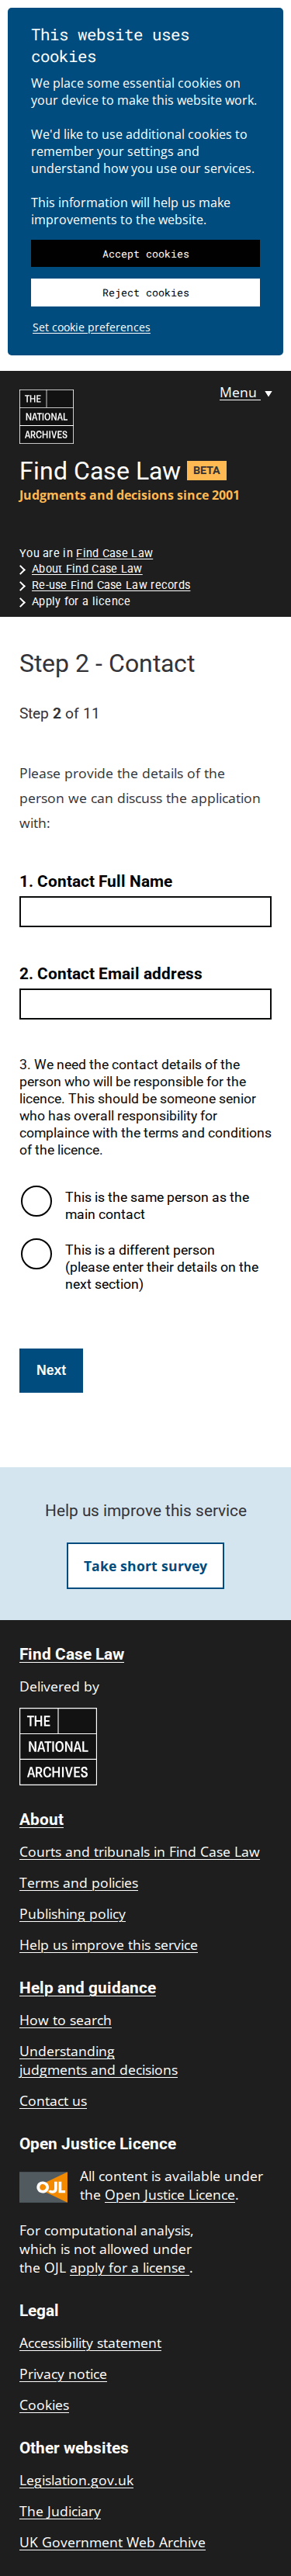 This website uses
cookies
We place some essential cookies on
your device to make this website work.
We'd like to use additional cookies to
remember your settings and
understand how you use our services.
This information will help us make
improvements to the website.
Accept cookies
Reject cookies
Set cookie preferences
THE
NATIONAL
ARCHIVES
Menu
Find Case Law BETA
Judgments and decisions since 2001
You are in Find Case Law
About Find Case Law
Re-use Find Case Law records
Apply for a licence
Step 2 - Contact
Step 2 of 11
Please provide the details of the
person we can discuss the application
with:
1. Contact Full Name
2. Contact Email address
3. We need the contact details of the
person who will be responsible for the
licence. This should be someone senior
who has overall responsibility for
complaince with the terms and conditions
of the licence.
This is the same person as the
main contact
This is a different person
(please enter their details on the
next section)
Next
Help us improve this service
Take short survey
Find Case Law
Delivered by
THE
NATIONAL
ARCHIVES
About
Courts and tribunals in Find Case Law
Terms and policies
Publishing policy
Help us improve this service
Help and guidance
How to search
Understanding
judgments and decisions
Contact us
Open Justice Licence
OJL
All content is available under
the Open Justice Licence.
For computational analysis,
which is not allowed under
the OJL apply for a license .
Legal
Accessibility statement
Privacy notice
Cookies
Other websites
Legislation.gov.uk
The Judiciary
UK Government Web Archive